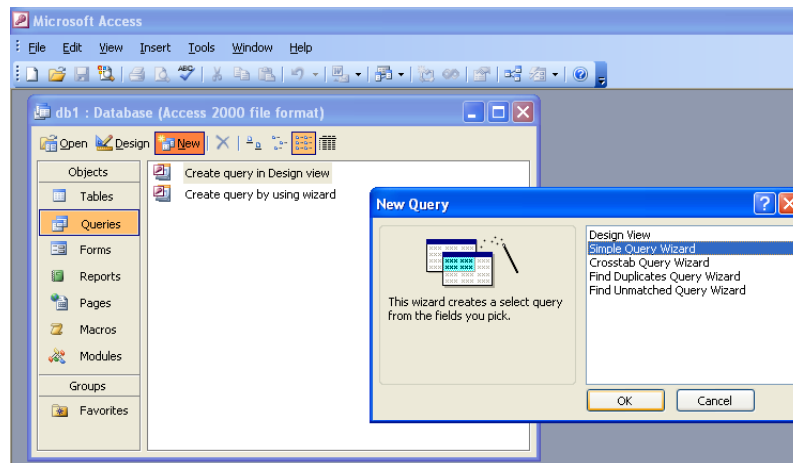 Microsoft Access
File Edit View Insert Tools Window Help
db1 : Database (Access 2000 file format)
Open Design New
Objects
Tables
Queries
Forms
Reports
Pages
Macros
Modules
Groups
Favorites
Create query in Design view
Create query by using wizard
New Query
This wizard creates a select query
from the fields you pick.
Design View
Simple Query Wizard
Crosstab Query Wizard
Find Duplicates Query Wizard
Find Unmatched Query Wizard
OK Cancel